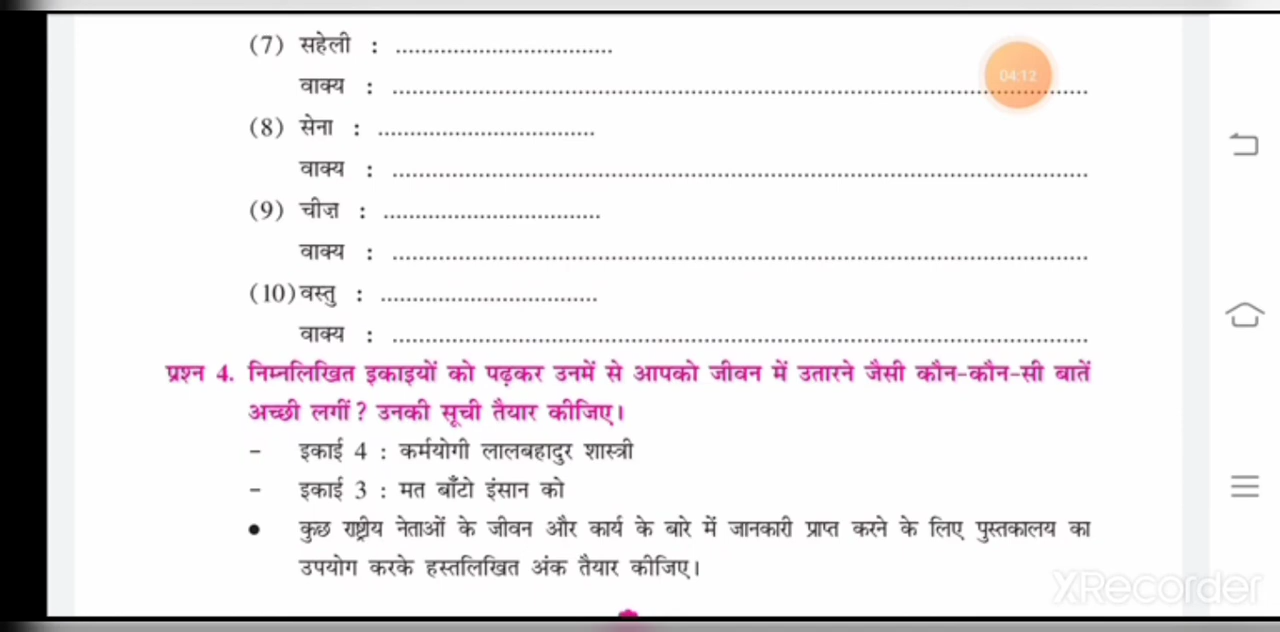 (7) सहेली : ..................................
04:12
वाक्य : ..............................................................................................................
(8) सेना : ..................................
वाक्य : ..............................................................................................................
(9) चीज़ : ..................................
वाक्य : ..............................................................................................................
(10) वस्तु : ..................................
वाक्य : ..............................................................................................................
प्रश्न 4. निम्नलिखित इकाइयों को पढ़कर उनमें से आपको जीवन में उतारने जैसी कौन-कौन-सी बातें
अच्छी लगीं? उनकी सूची तैयार कीजिए।
- इकाई 4 : कर्मयोगी लालबहादुर शास्त्री
- इकाई 3 : मत बाँटो इंसान को
● कुछ राष्ट्रीय नेताओं के जीवन और कार्य के बारे में जानकारी प्राप्त करने के लिए पुस्तकालय का
उपयोग करके हस्तलिखित अंक तैयार कीजिए।
XRecorder